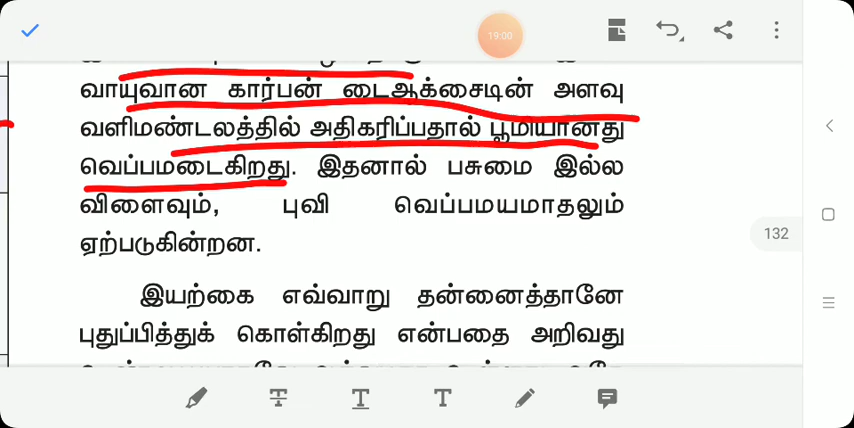 19:00
வாயுவான கார்பன் டைஆக்சைடின் அளவு
வளிமண்டலத்தில் அதிகரிப்பதால் பூமியானது
வெப்பமடைகிறது. இதனால் பசுமை இல்ல
விளைவும், புவி வெப்பமயமாதலும்
ஏற்படுகின்றன.
132
இயற்கை எவ்வாறு தன்னைத்தானே
புதுப்பித்துக் கொள்கிறது என்பதை அறிவது
T
T
T